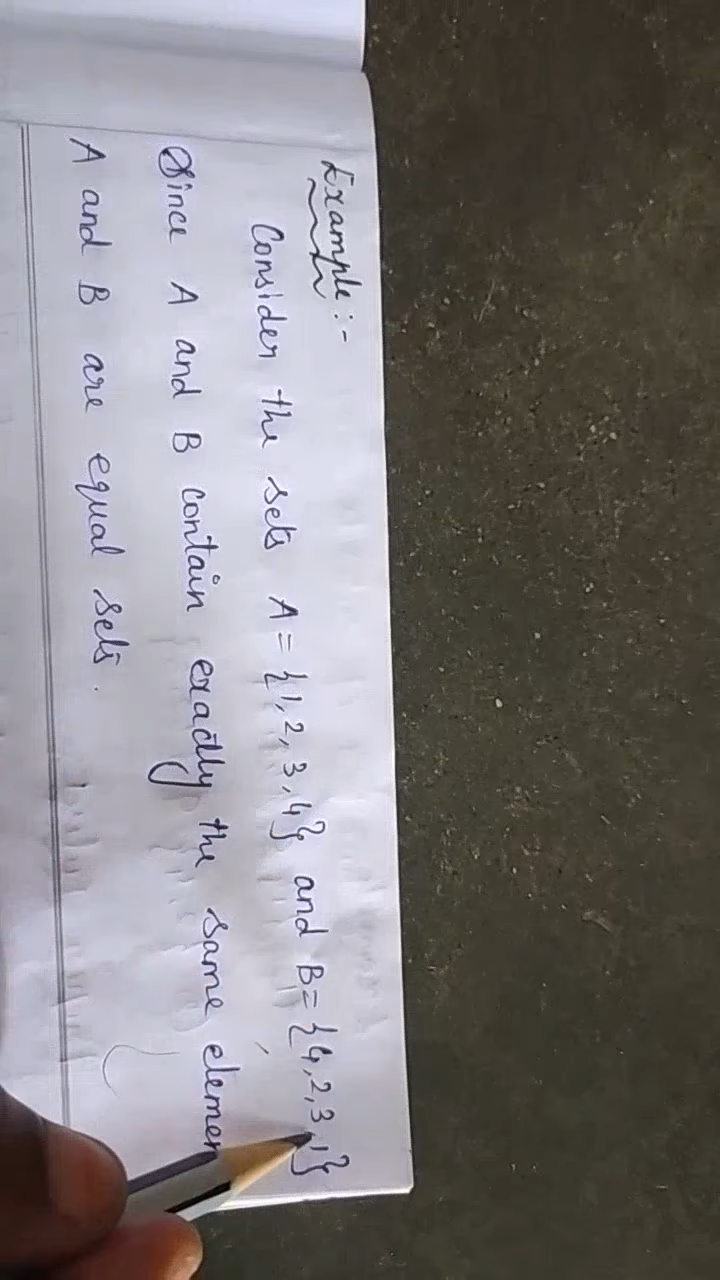 Example :-
Consider the sets A = {1, 2, 3, 4} and B = {4, 2, 3, 1}
Since A and B contain exactly the same
A and B are equal sets.